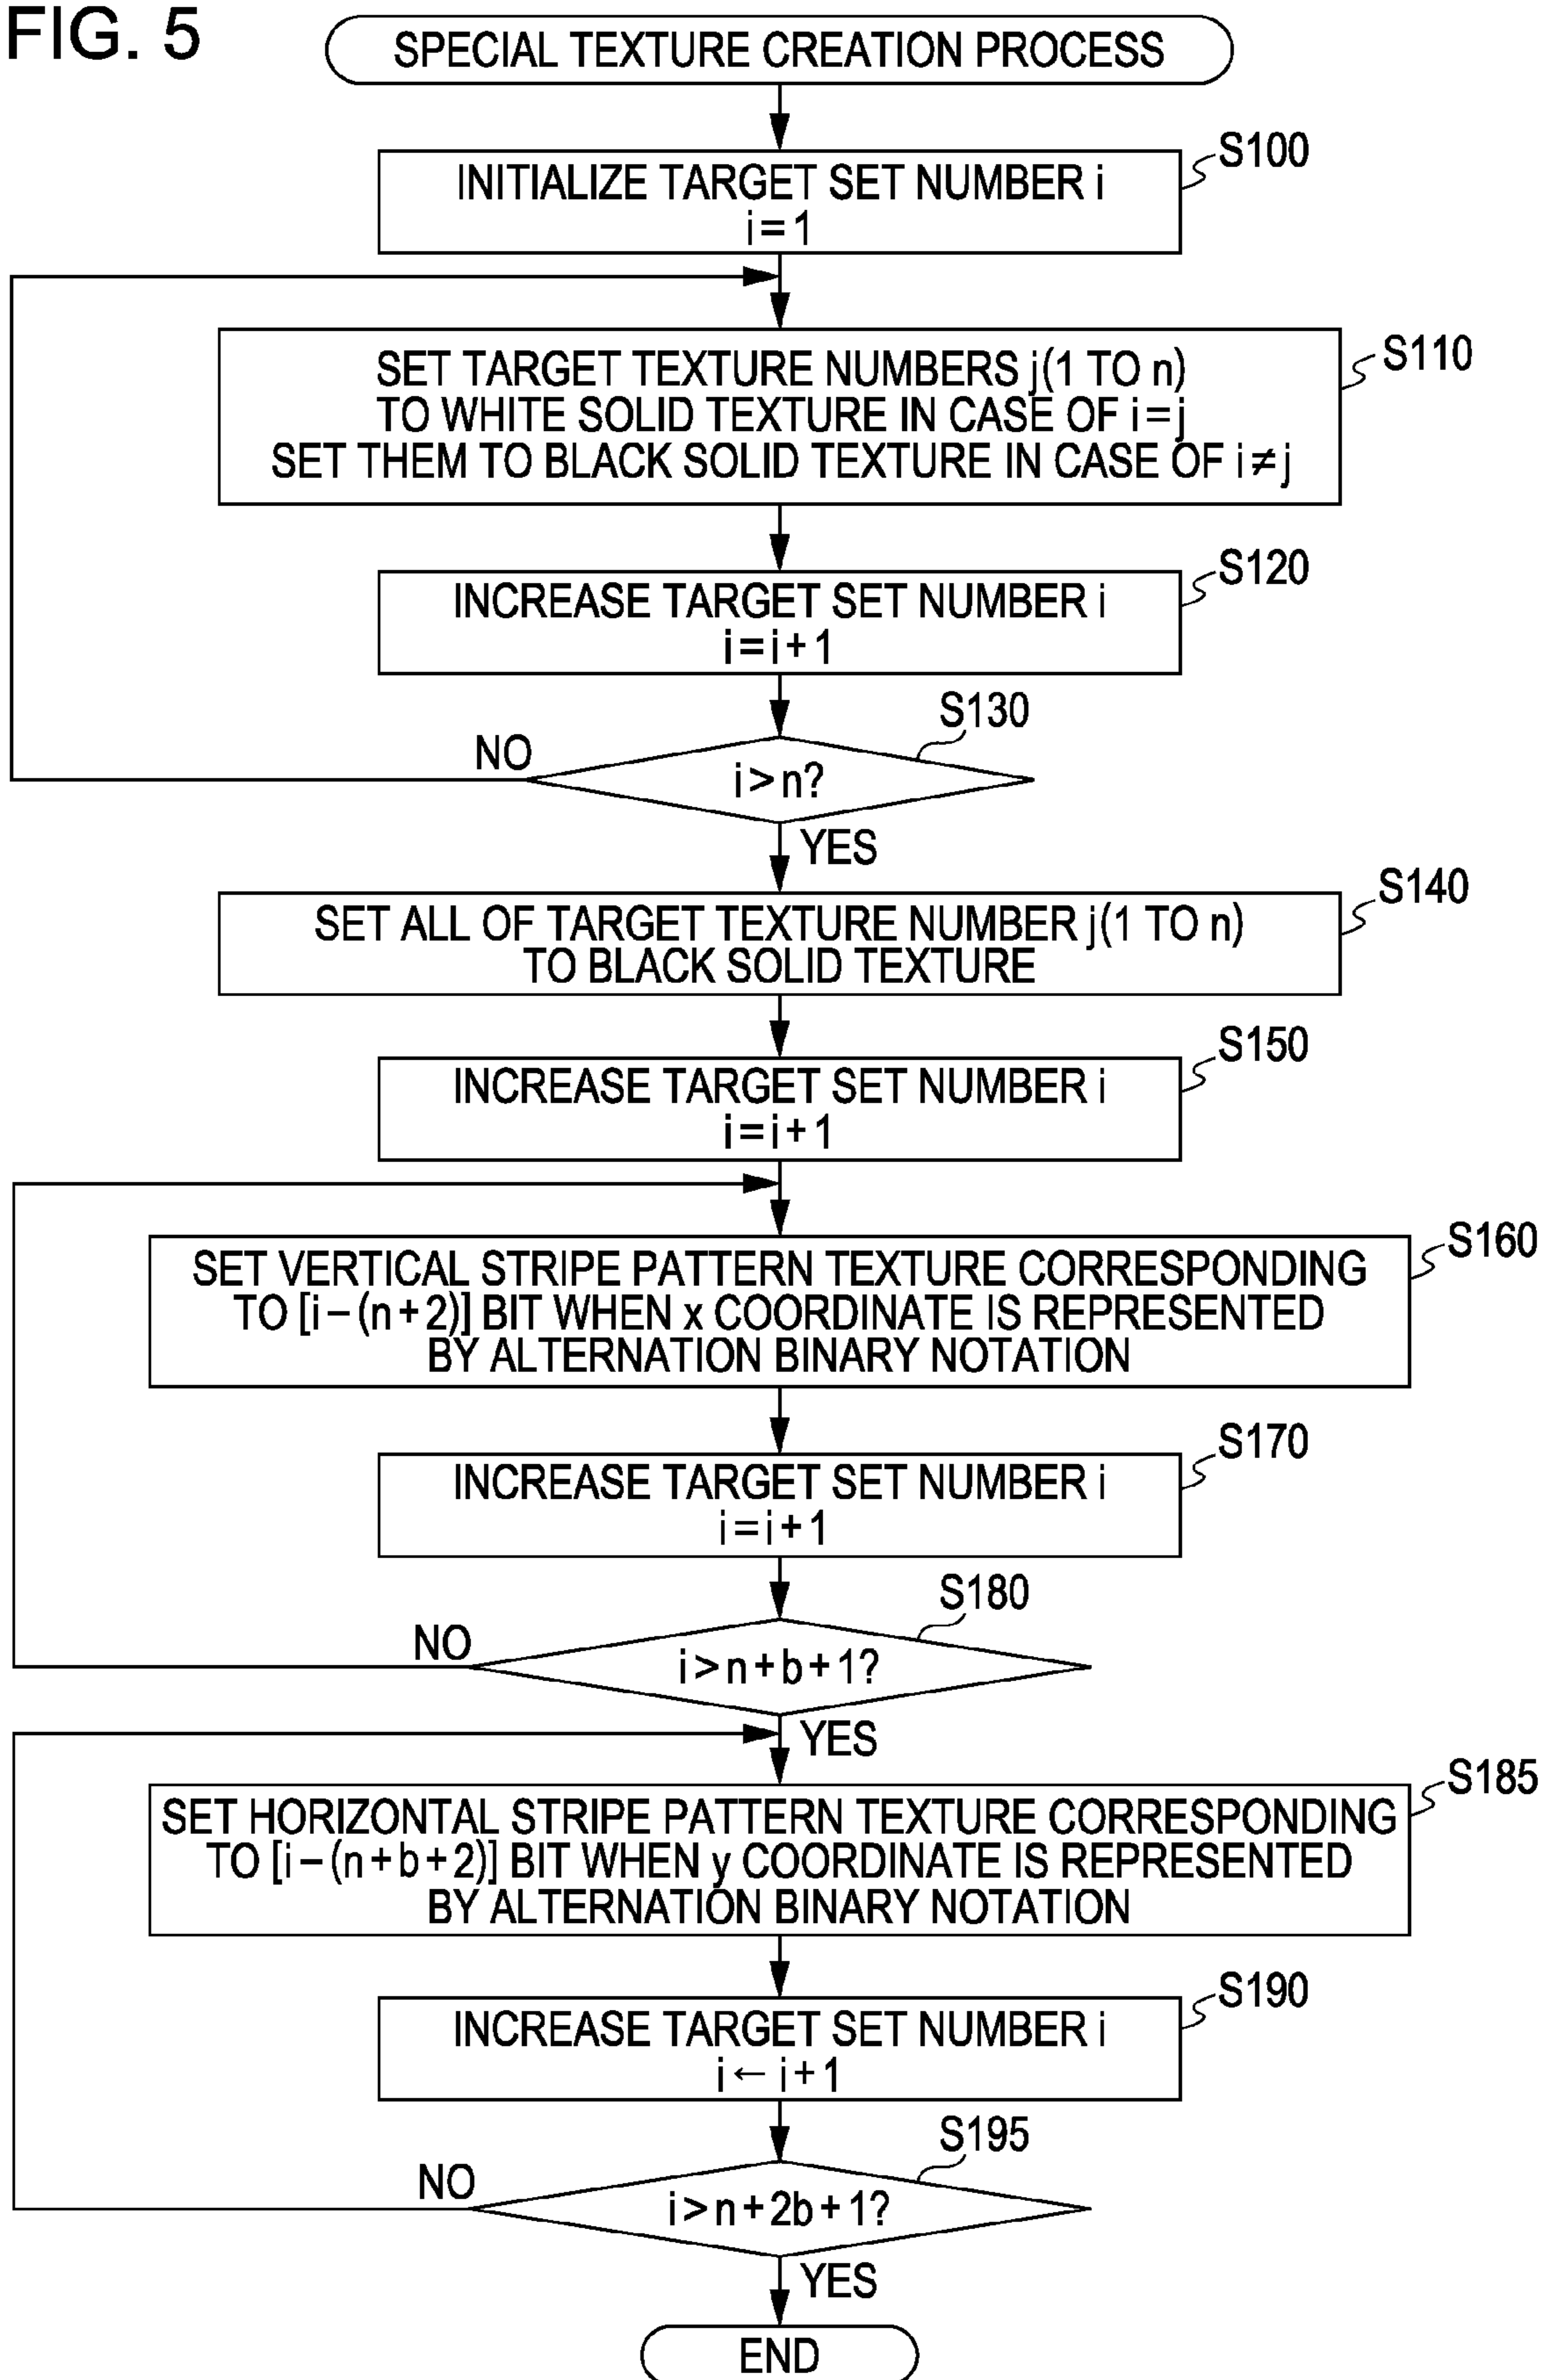 FIG. 5
SPECIAL TEXTURE CREATION PROCESS
S100
INITIALIZE TARGET SET NUMBER i
i=1
S110
SET TARGET TEXTURE NUMBERS j(1 TO n)
TO WHITE SOLID TEXTURE IN CASE OF i=j
SET THEM TO BLACK SOLID TEXTURE IN CASE OF i≠j
S120
INCREASE TARGET SET NUMBER i
i=i+1
S130
NO
i>n?
YES
S140
SET ALL OF TARGET TEXTURE NUMBER j(1 TO n)
TO BLACK SOLID TEXTURE
S150
INCREASE TARGET SET NUMBER i
i=i+1
S160
SET VERTICAL STRIPE PATTERN TEXTURE CORRESPONDING
TO [i-(n+2)] BIT WHEN x COORDINATE IS REPRESENTED
BY ALTERNATION BINARY NOTATION
S170
INCREASE TARGET SET NUMBER i
i=i+1
S180
NO
i>n+b+1?
YES
S185
SET HORIZONTAL STRIPE PATTERN TEXTURE CORRESPONDING
TO [i-(n+b+2)] BIT WHEN y COORDINATE IS REPRESENTED
BY ALTERNATION BINARY NOTATION
S190
INCREASE TARGET SET NUMBER i
i←i+1
S195
NO
i>n+2b+1?
YES
END